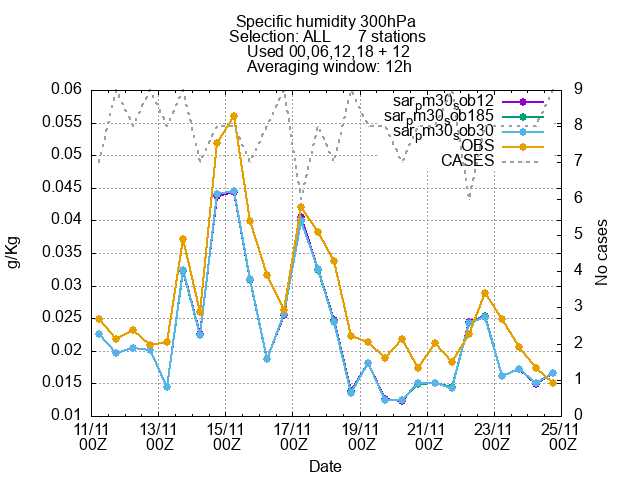 Specific humidity 300hPa
Selection: ALL 7 stations
Used 00,06,12,18 + 12
Averaging window: 12h
sar_pm30_sob12
sar_pm30_sob185
sar_pm30_sob30
OBS
CASES
0.06
0.055
0.05
0.045
0.04
0.035
0.03
0.025
0.02
0.015
0.01
g/Kg
9
8
7
6
5
4
3
2
1
0
No cases
11/11 13/11 15/11 17/11 19/11 21/11 23/11 25/11
00Z 00Z 00Z 00Z 00Z 00Z 00Z 00Z
Date